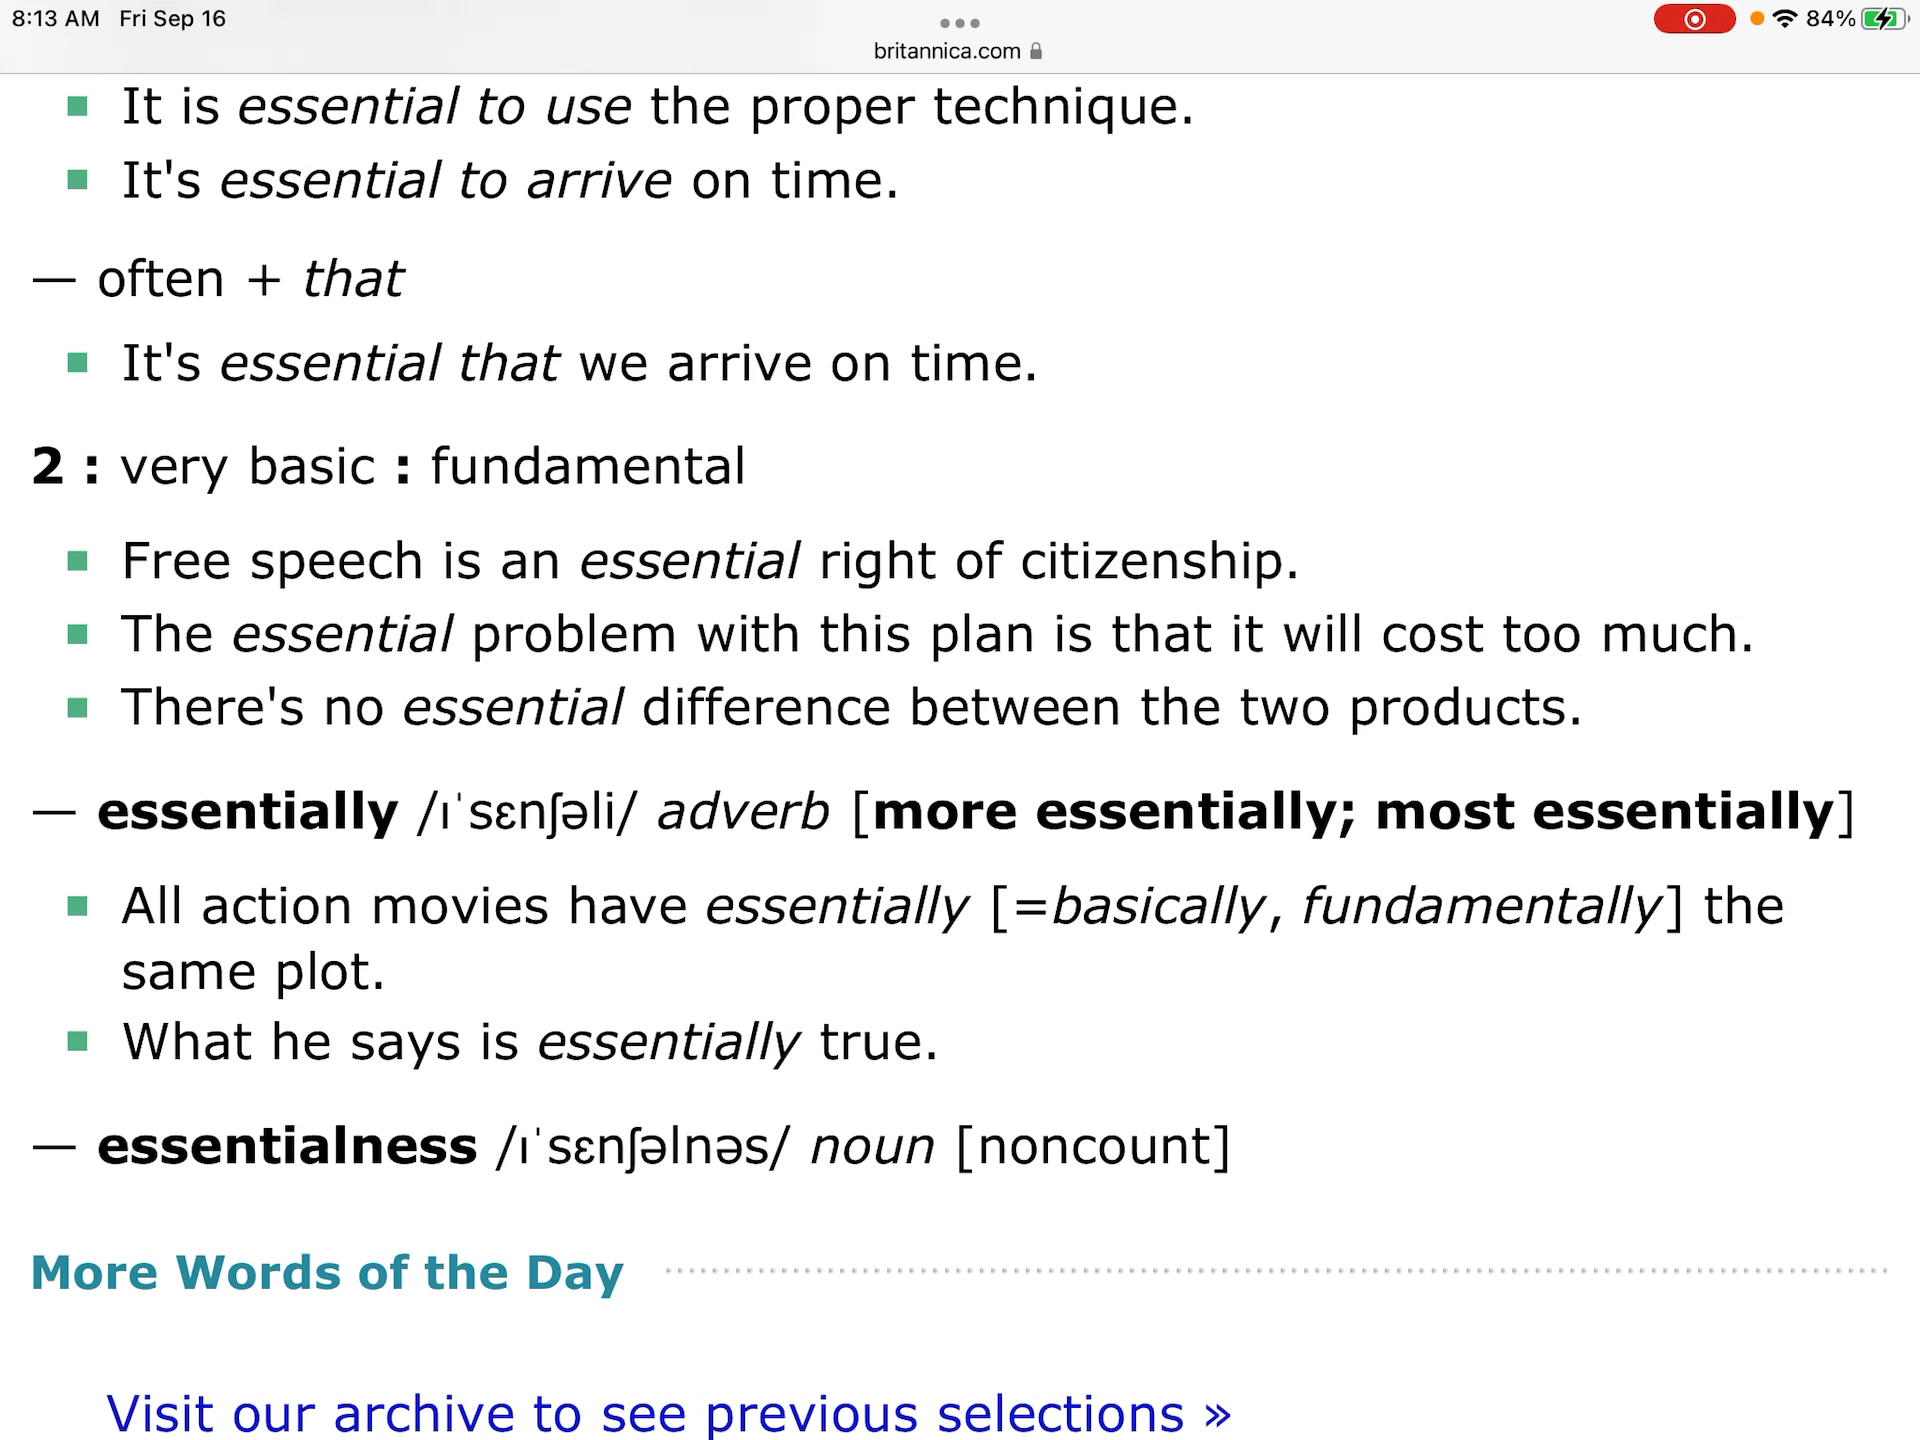 8:13 AM Fri Sep 16
84%
britannica.com
It is essential to use the proper technique.
It's essential to arrive on time.
— often + that
It's essential that we arrive on time.
2 : very basic : fundamental
Free speech is an essential right of citizenship.
The essential problem with this plan is that it will cost too much.
There's no essential difference between the two products.
— essentially /ɪˈsɛnʃəli/ adverb [more essentially; most essentially]
All action movies have essentially [=basically, fundamentally] the
same plot.
What he says is essentially true.
— essentialness /ɪˈsɛnʃəlnəs/ noun [noncount]
More Words of the Day
Visit our archive to see previous selections »